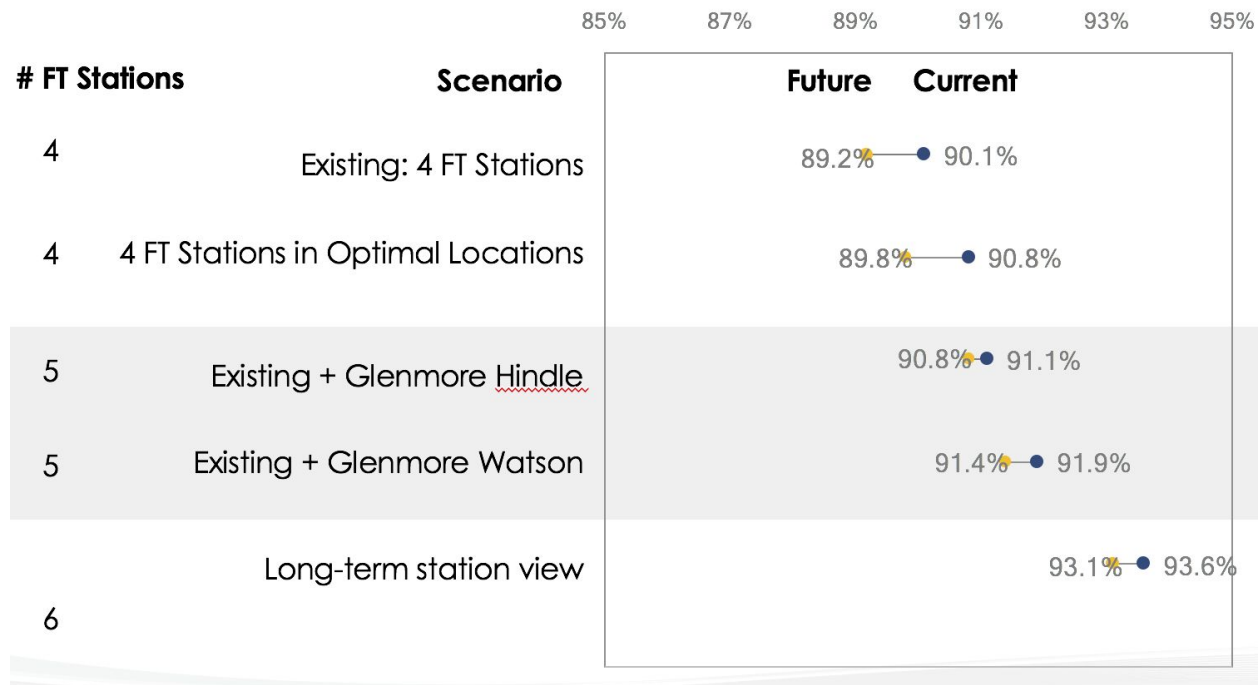 85% 87% 89% 91% 93% 95%
# FT Stations Scenario Future Current
4 Existing: 4 FT Stations 89.2% 90.1%
4 4 FT Stations in Optimal Locations 89.8% 90.8%
5 Existing + Glenmore Hindle 90.8% 91.1%
5 Existing + Glenmore Watson 91.4% 91.9%
Long-term station view 93.1% 93.6%
6